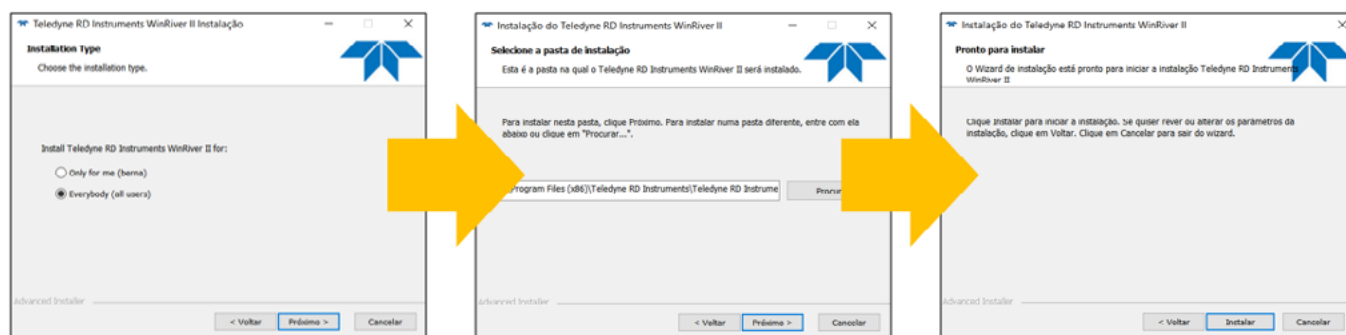 Teledyne RD Instruments WinRiver II Instalação
Installation Type
Choose the installation type.
Install Teledyne RD Instruments WinRiver II for:
Only for me (berna)
Everybody (all users)
Advanced Installer
< Voltar
Próximo >
Cancelar
Instalação do Teledyne RD Instruments WinRiver II
Selecione a pasta de instalação
Esta é a pasta na qual o Teledyne RD Instruments WinRiver II será instalado.
Para instalar nesta pasta, clique Próximo. Para instalar numa pasta diferente, entre com ela
abaixo ou clique em "Procurar...".
Program Files (x86)\Teledyne RD Instruments\Teledyne RD Instrume
Procur
Advanced Installer
< Voltar
Próximo >
Cancelar
Instalação do Teledyne RD Instruments WinRiver II
Pronto para instalar
O Wizard de instalação está pronto para iniciar a instalação Teledyne RD Instruments
WinRiver II
Clique Instalar para iniciar a instalação. Se quiser rever ou alterar os parâmetros da
instalação, clique em Voltar. Clique em Cancelar para sair do wizard.
Advanced Installer
< Voltar
Instalar
Cancelar